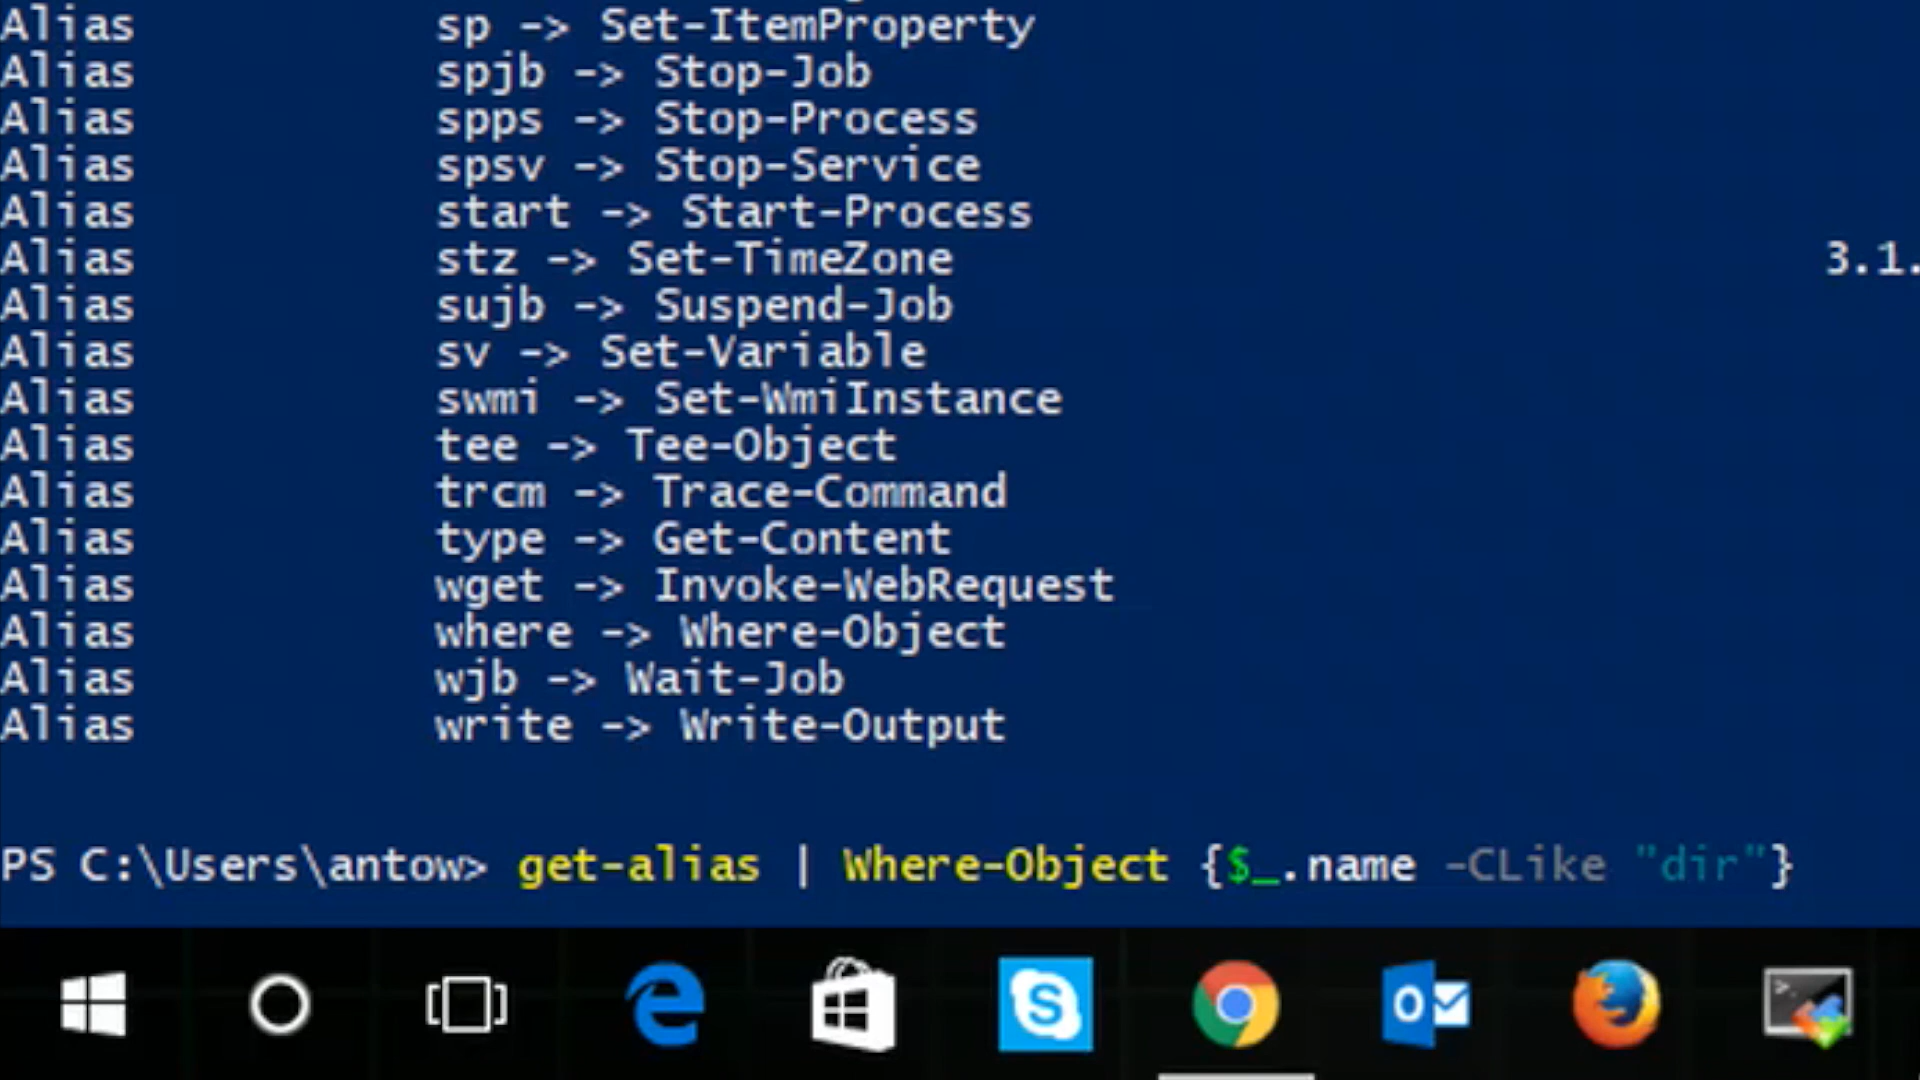 Alias sp -> Set-ItemProperty
Alias spjb -> Stop-Job
Alias spps -> Stop-Process
Alias spsv -> Stop-Service
Alias start -> Start-Process
Alias stz -> Set-TimeZone 3.1.
Alias sujb -> Suspend-Job
Alias sv -> Set-Variable
Alias swmi -> Set-WmiInstance
Alias tee -> Tee-Object
Alias trcm -> Trace-Command
Alias type -> Get-Content
Alias wget -> Invoke-WebRequest
Alias where -> Where-Object
Alias wjb -> Wait-Job
Alias write -> Write-Output
PS C:\Users\antow> get-alias | Where-Object {$_.name -CLike "dir"}